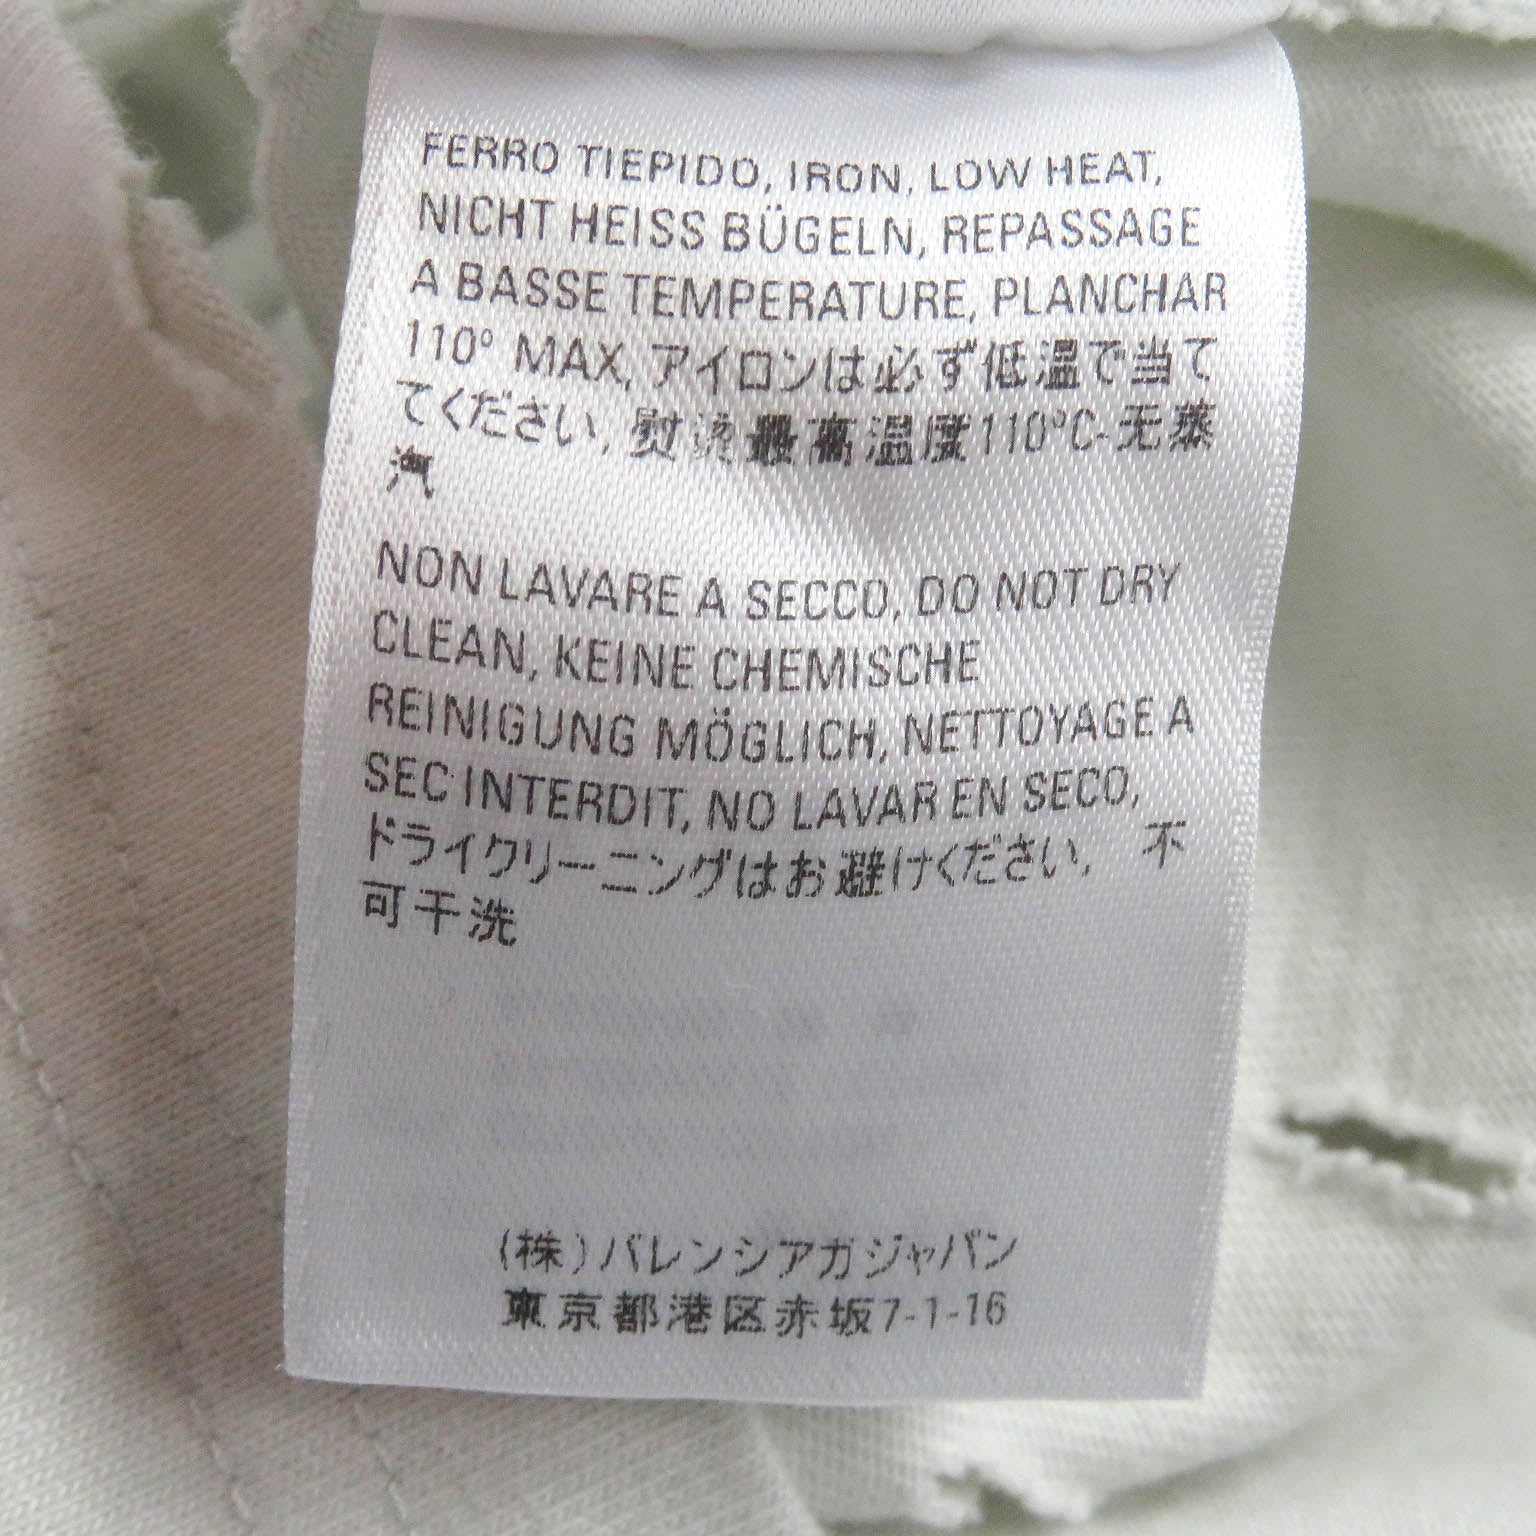 FERRO TIEPIDO, IRON, LOW HEAT,
NICHT HEISS BÜGELN, REPASSAGE
A BASSE TEMPERATURE, PLANCHAR
110° MAX, アイロンは必ず低温で当て
てください, 熨烫最高温度110°C-无蒸
汽
NON LAVARE A SECCO, DO NOT DRY
CLEAN, KEINE CHEMISCHE
REINIGUNG MÖGLICH, NETTOYAGE A
SEC INTERDIT, NO LAVAR EN SECO,
ドライクリーニングはお避けください, 不
可干洗
(株)バレンシアガジャパン
東京都港区赤坂7-1-16